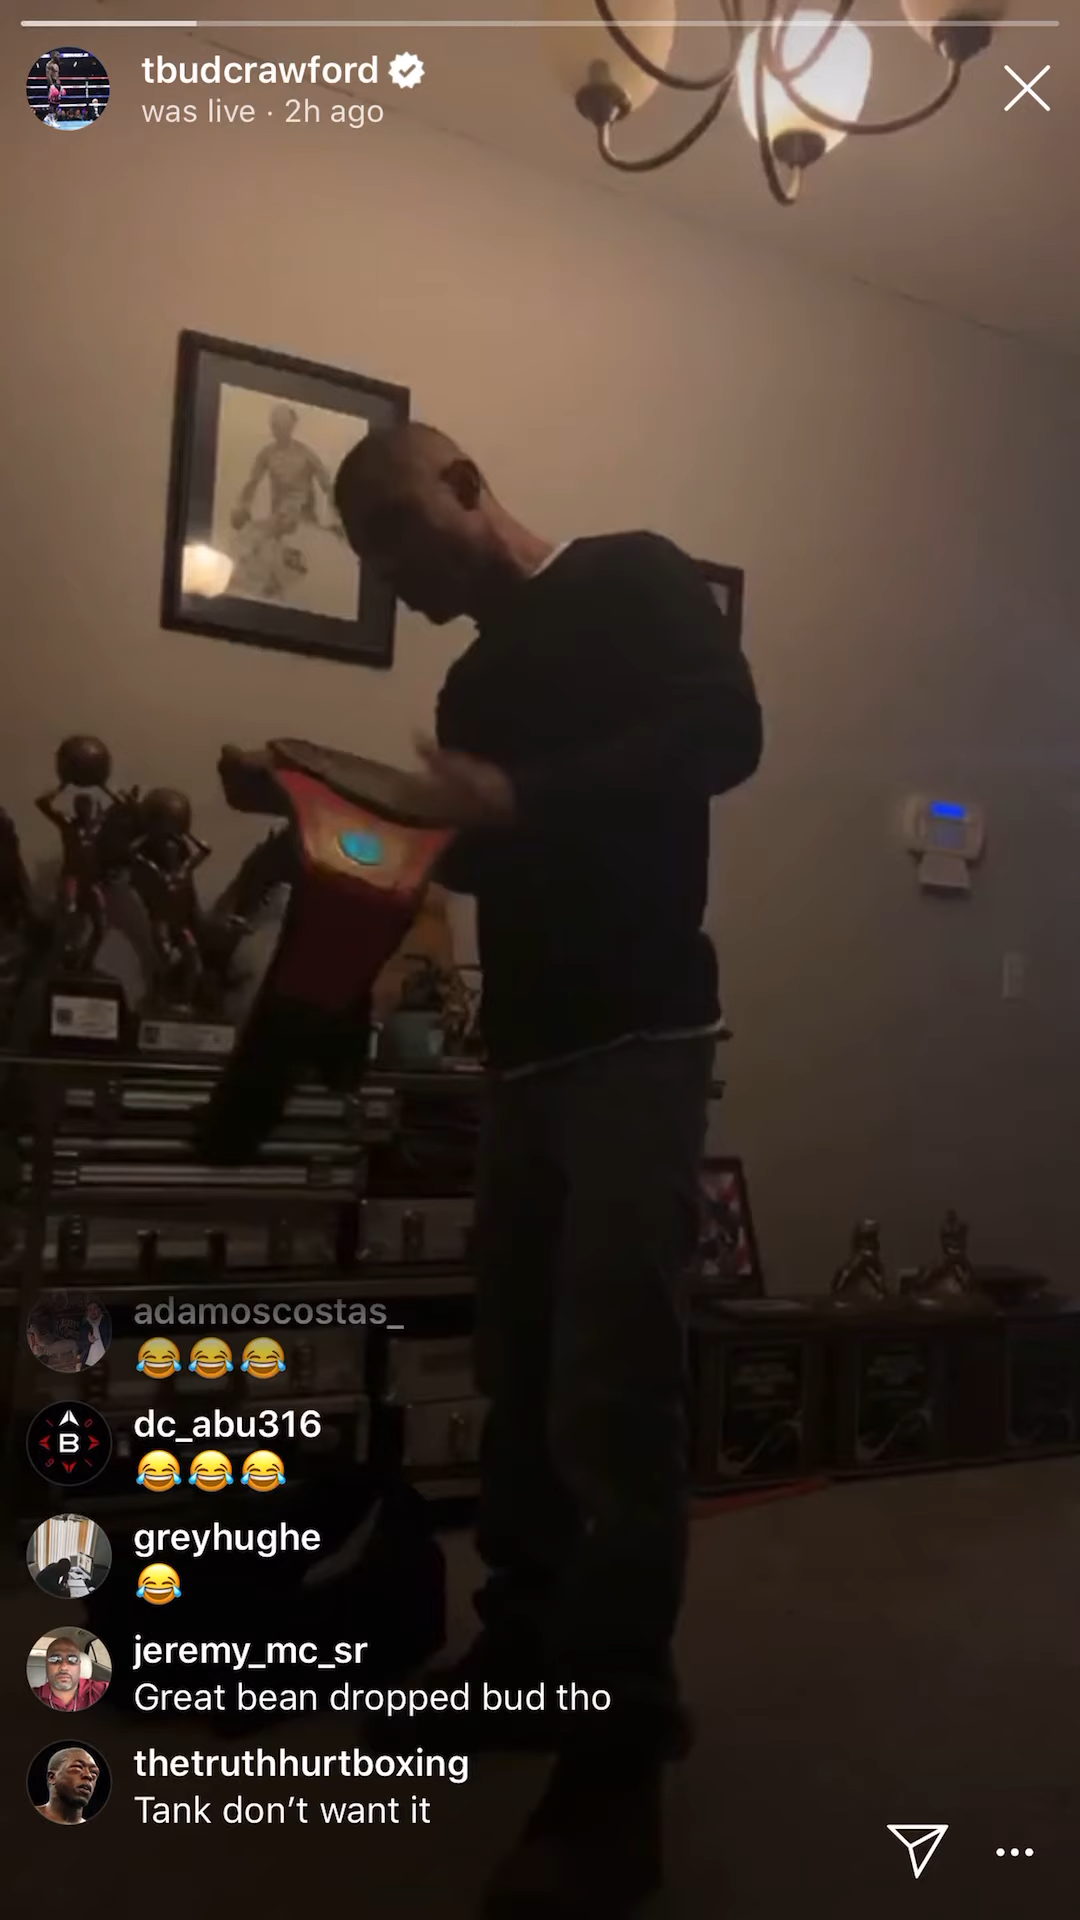 tbudcrawford
was live · 2h ago
adamoscostas_
😂😂😂
dc_abu316
😂😂😂
greyhughe
😂
jeremy_mc_sr
Great bean dropped bud tho
thetruthhurtboxing
Tank don’t want it
B